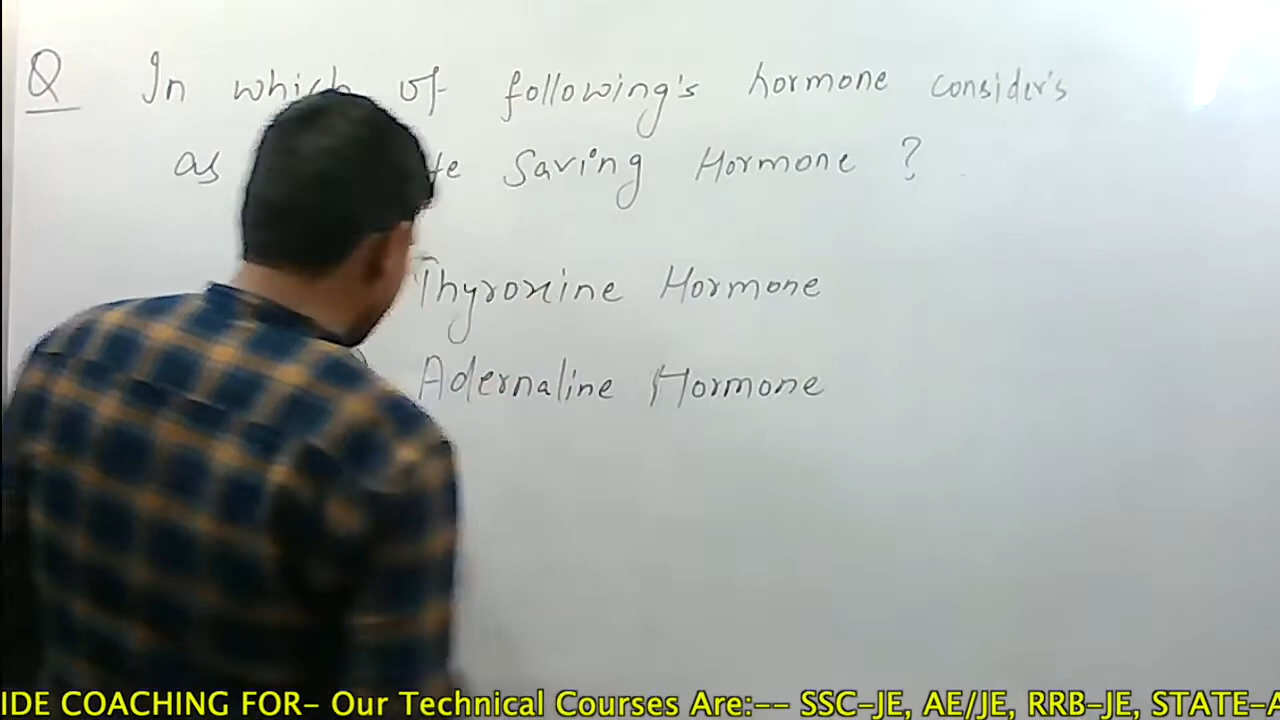 Q In which of following's hormone consider's
as Saving Hormone ?
Thyroxine Hormone
Adernaline Hormone
IDE COACHING FOR- Our Technical Courses Are:-- SSC-JE, AE/JE, RRB-JE, STATE-A